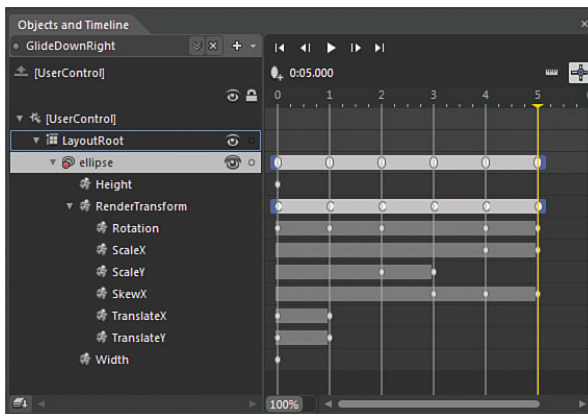 Objects and Timeline
GlideDownRight
[UserControl]
0:05.000
0 1 2 3 4 5 6
[UserControl]
LayoutRoot
ellipse
Height
RenderTransform
Rotation
ScaleX
ScaleY
SkewX
TranslateX
TranslateY
Width
100%